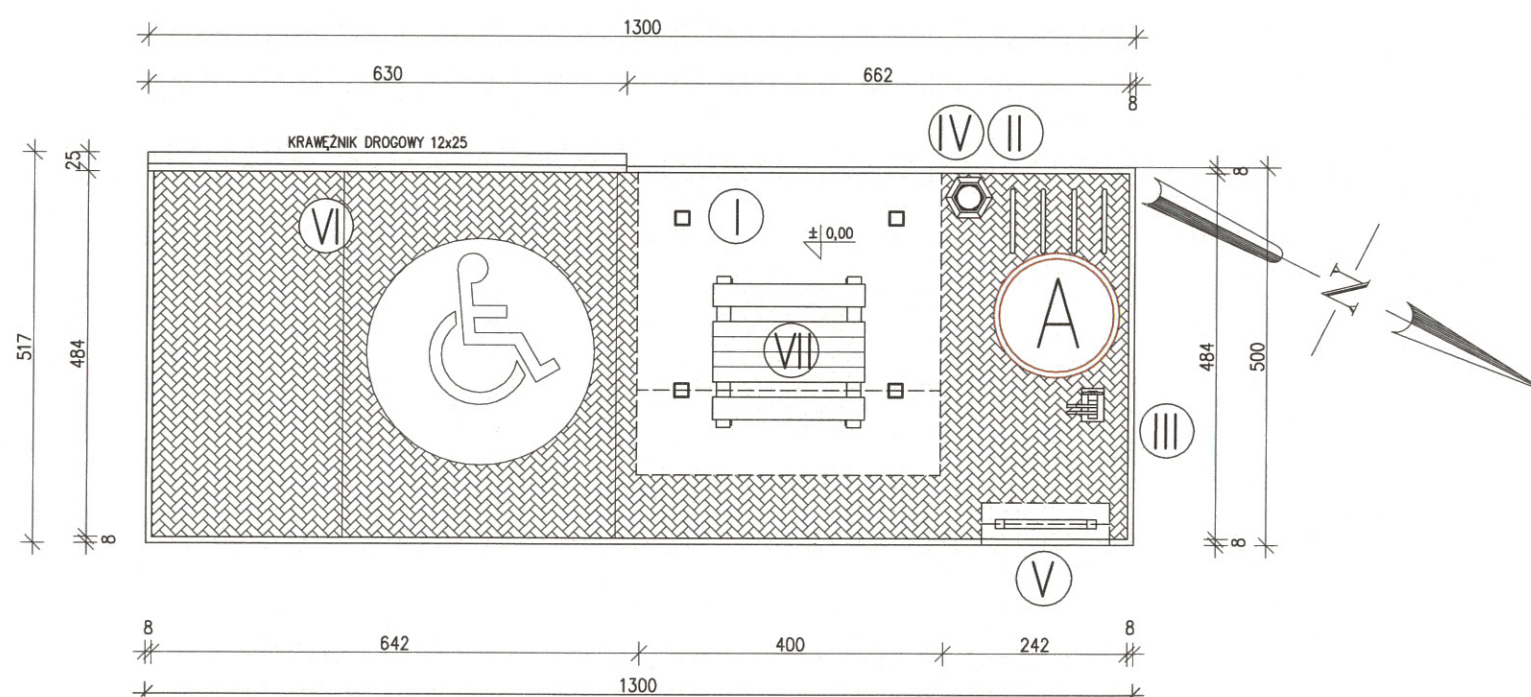 1300
630 662 8
KRAWĘŻNIK DROGOWY 12x25
IV II
517 25 484 8
VI I ± 0,00
VII A
8 484 8 500
N
III
V
8 642 400 242 8
1300